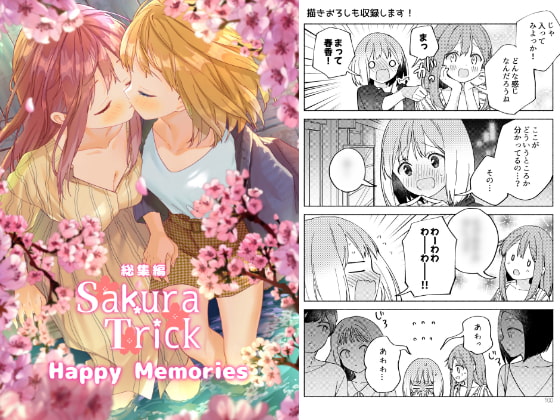 総集編
Sakura
Trick
Happy Memories
描きおろしも収録します！
じゃ
入って
みよっか！
どんな感じ
なんだろうね
まっ
まって
春香！
ここが
どういうところか
分かってるの…？
その…
わーわわ
わわ!!
じろ
じろ
あわっ
あわわ…